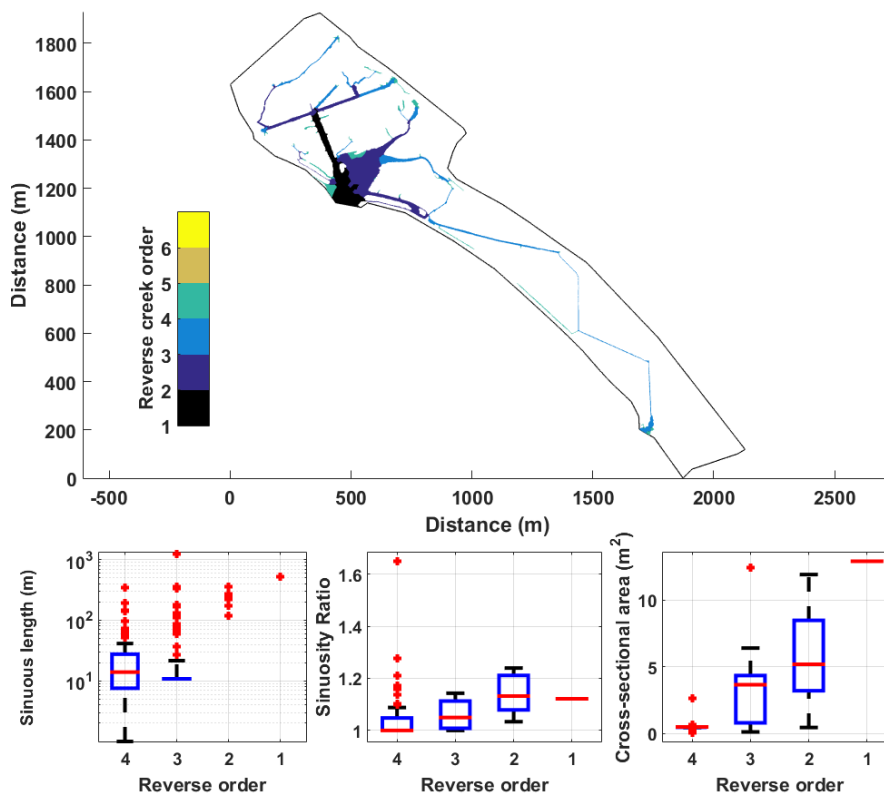 1800
1600
1400
1200
1000
800
600
400
200
0
Distance (m)
-500 0 500 1000 1500 2000 2500
Distance (m)
Reverse creek order
6
5
4
3
2
1
Sinuous length (m)
10³
10²
10¹
4 3 2 1
Reverse order
Sinuosity Ratio
1.6
1.4
1.2
1
4 3 2 1
Reverse order
Cross-sectional area (m²)
10
5
0
4 3 2 1
Reverse order